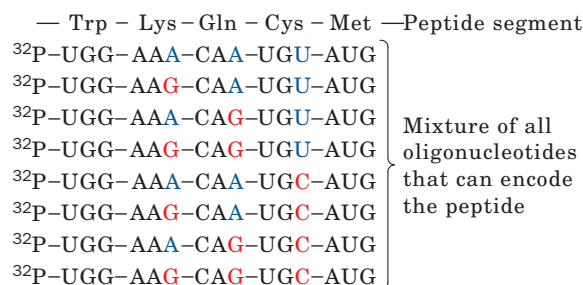 — Trp – Lys – Gln – Cys – Met —Peptide segment
³²P–UGG–AAA–CAA–UGU–AUG
³²P–UGG–AAG–CAA–UGU–AUG
³²P–UGG–AAA–CAG–UGU–AUG
³²P–UGG–AAG–CAG–UGU–AUG
³²P–UGG–AAA–CAA–UGC–AUG
³²P–UGG–AAG–CAA–UGC–AUG
³²P–UGG–AAA–CAG–UGC–AUG
³²P–UGG–AAG–CAG–UGC–AUG
Mixture of all
oligonucleotides
that can encode
the peptide